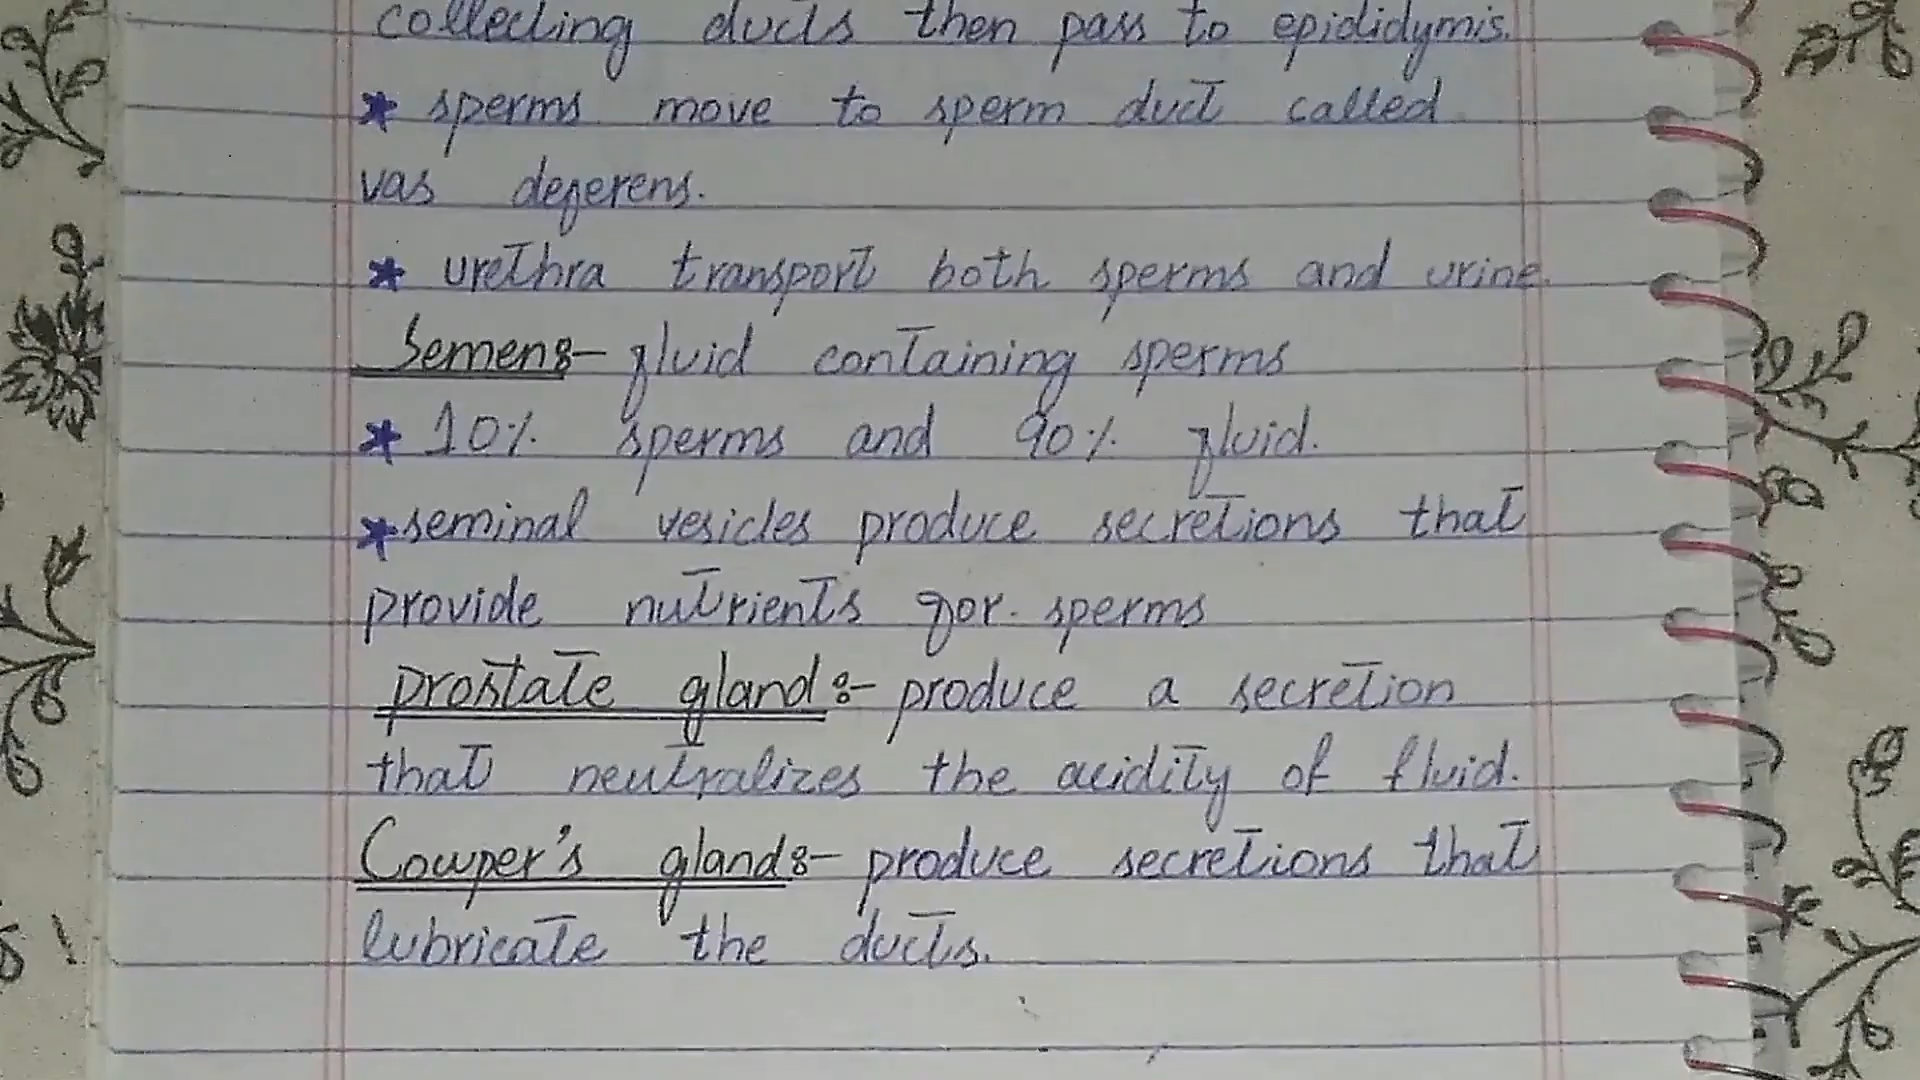 collecting ducts then pass to epididymis.
* sperms move to sperm duct called
vas deferens.
* urethra transport both sperms and urine.
Semen:- fluid containing sperms
* 10% sperms and 90% fluid.
* seminal vesicles produce secretions that
provide nutrients for sperms
prostate gland:- produce a secretion
that neutralizes the acidity of fluid.
Cowper's gland:- produce secretions that
lubricate the ducts.